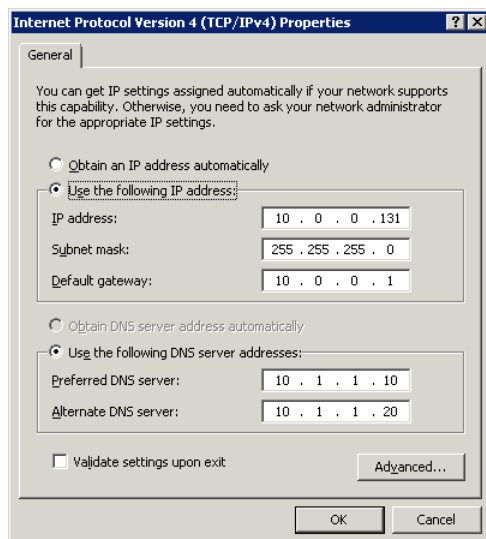 Internet Protocol Version 4 (TCP/IPv4) Properties
General
You can get IP settings assigned automatically if your network supports
this capability. Otherwise, you need to ask your network administrator
for the appropriate IP settings.
Obtain an IP address automatically
Use the following IP address:
IP address: 10 . 0 . 0 . 131
Subnet mask: 255 . 255 . 255 . 0
Default gateway: 10 . 0 . 0 . 1
Obtain DNS server address automatically
Use the following DNS server addresses:
Preferred DNS server: 10 . 1 . 1 . 10
Alternate DNS server: 10 . 1 . 1 . 20
Validate settings upon exit
Advanced...
OK Cancel